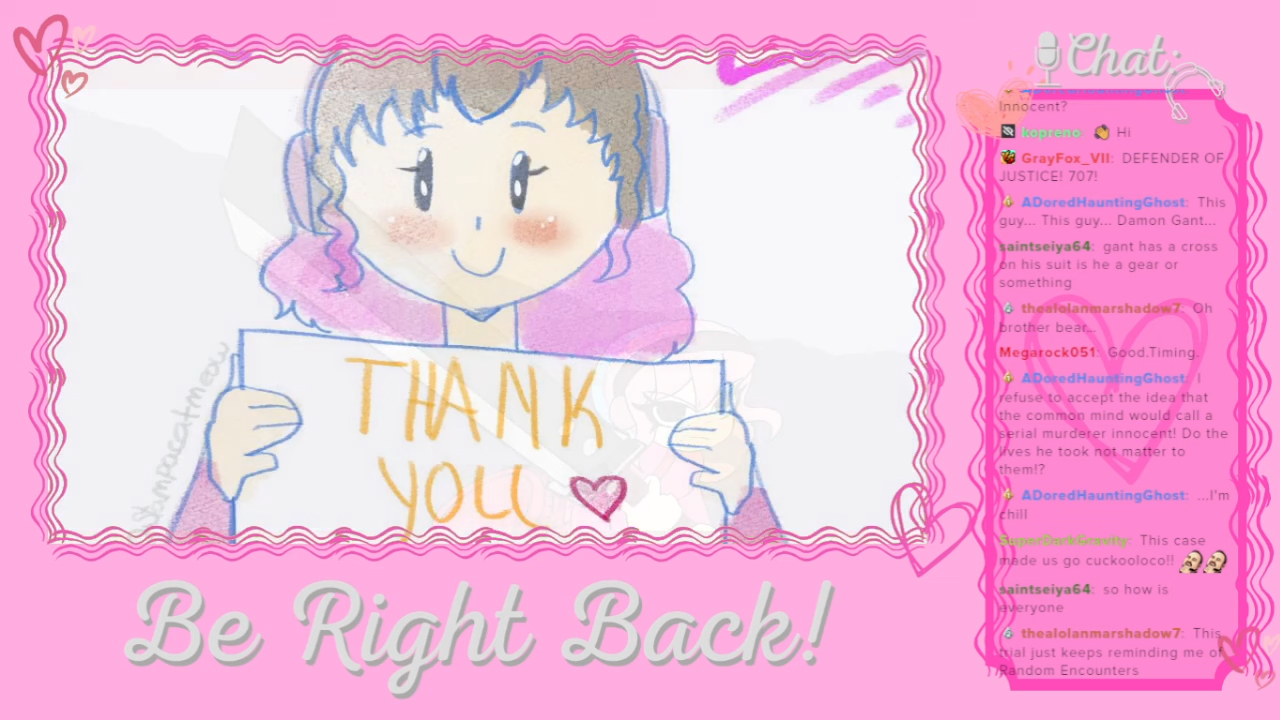 THANK
YOU
Stampacatmeow
Be Right Back!
Chat
Innocent?
kopreno: 👋 Hi
GrayFox_VII: DEFENDER OF
JUSTICE! 707!
ADoredHauntingGhost: This
guy... This guy... Damon Gant...
saintseiya64: gant has a cross
on his suit is he a gear or
something
thealolanmarshadow7: Oh
brother bear...
Megarock051: Good.Timing.
ADoredHauntingGhost: I
refuse to accept the idea that
the common mind would call a
serial murderer innocent! Do the
lives he took not matter to
them!?
ADoredHauntingGhost: ...I'm
chill
SuperDarkGravity: This case
made us go cuckooloco!!
saintseiya64: so how is
everyone
thealolanmarshadow7: This
trial just keeps reminding me of
Random Encounters